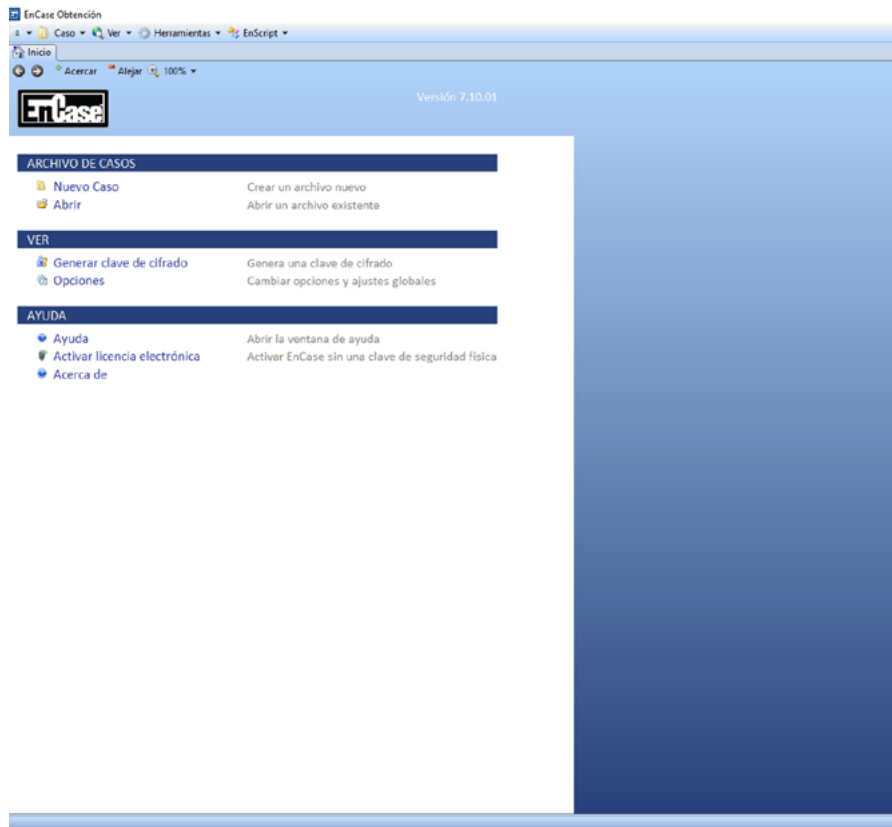 EnCase Obtención
Caso Ver Herramientas EnScript
Inicio
Acercar Alejar 100%
EnCase
Versión 7.10.01
ARCHIVO DE CASOS
Nuevo Caso Crear un archivo nuevo
Abrir Abrir un archivo existente
VER
Generar clave de cifrado Genera una clave de cifrado
Opciones Cambiar opciones y ajustes globales
AYUDA
Ayuda Abrir la ventana de ayuda
Activar licencia electrónica Activar EnCase sin una clave de seguridad física
Acerca de